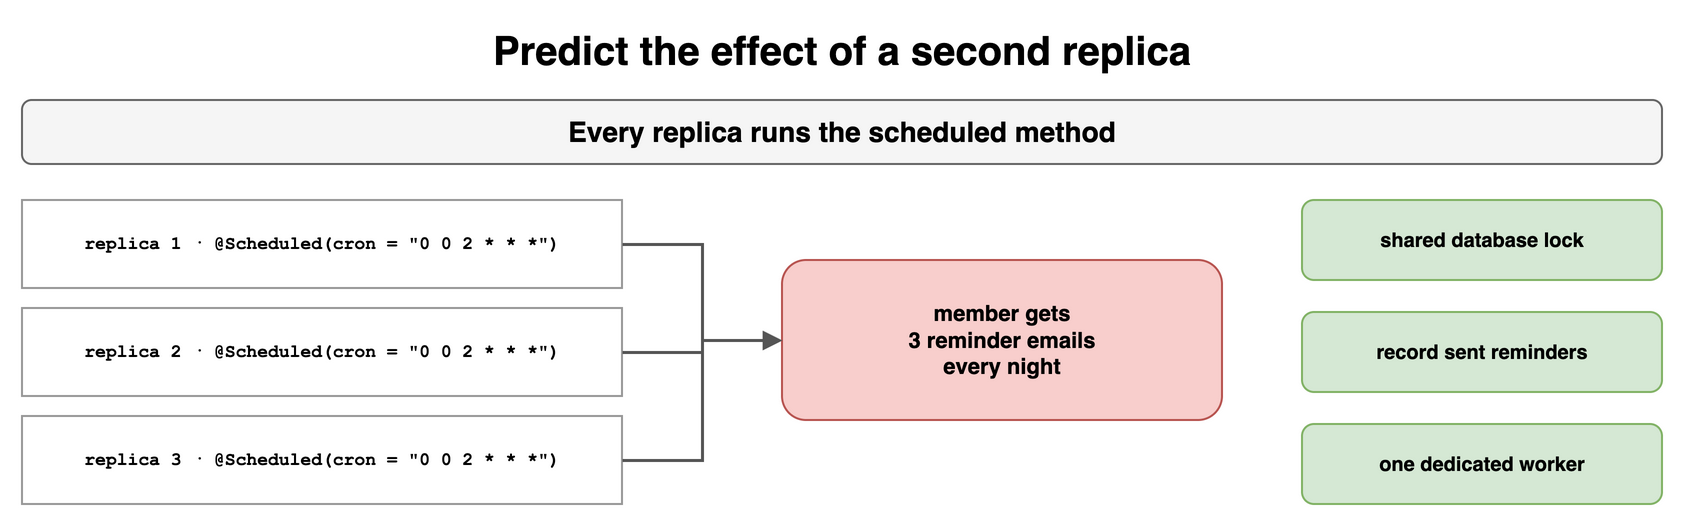 Predict the effect of a second replica
Every replica runs the scheduled method
replica 1 · @Scheduled(cron = "0 0 2 * * *")
replica 2 · @Scheduled(cron = "0 0 2 * * *")
replica 3 · @Scheduled(cron = "0 0 2 * * *")
member gets
3 reminder emails
every night
shared database lock
record sent reminders
one dedicated worker